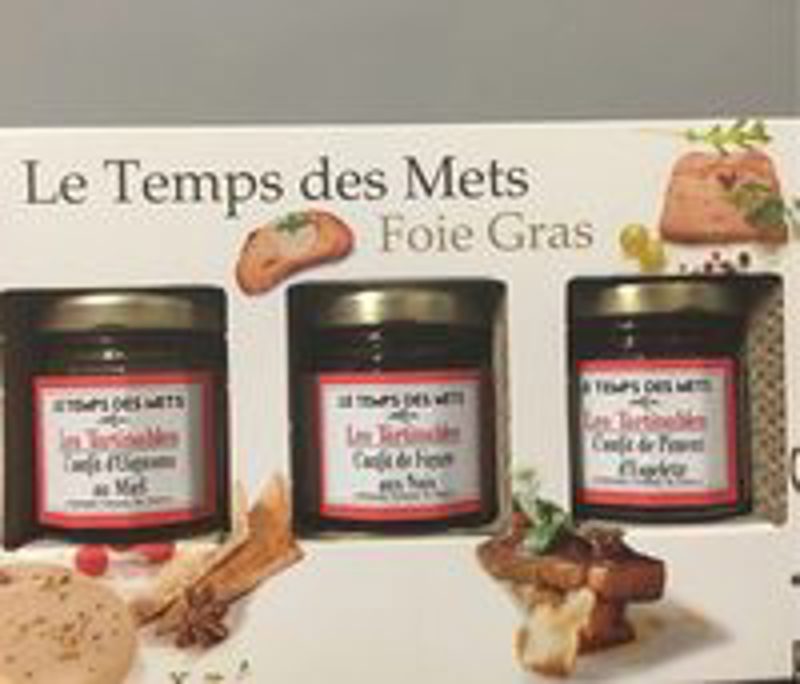 Le Temps des Mets
Foie Gras
LE TEMPS DES METS
Les Tartinables
Confit d'Oignons
au Miel
LE TEMPS DES METS
Les Tartinables
Confit de Figues
aux Noix
LE TEMPS DES METS
Les Tartinables
Confit de Piment
d'Espelette